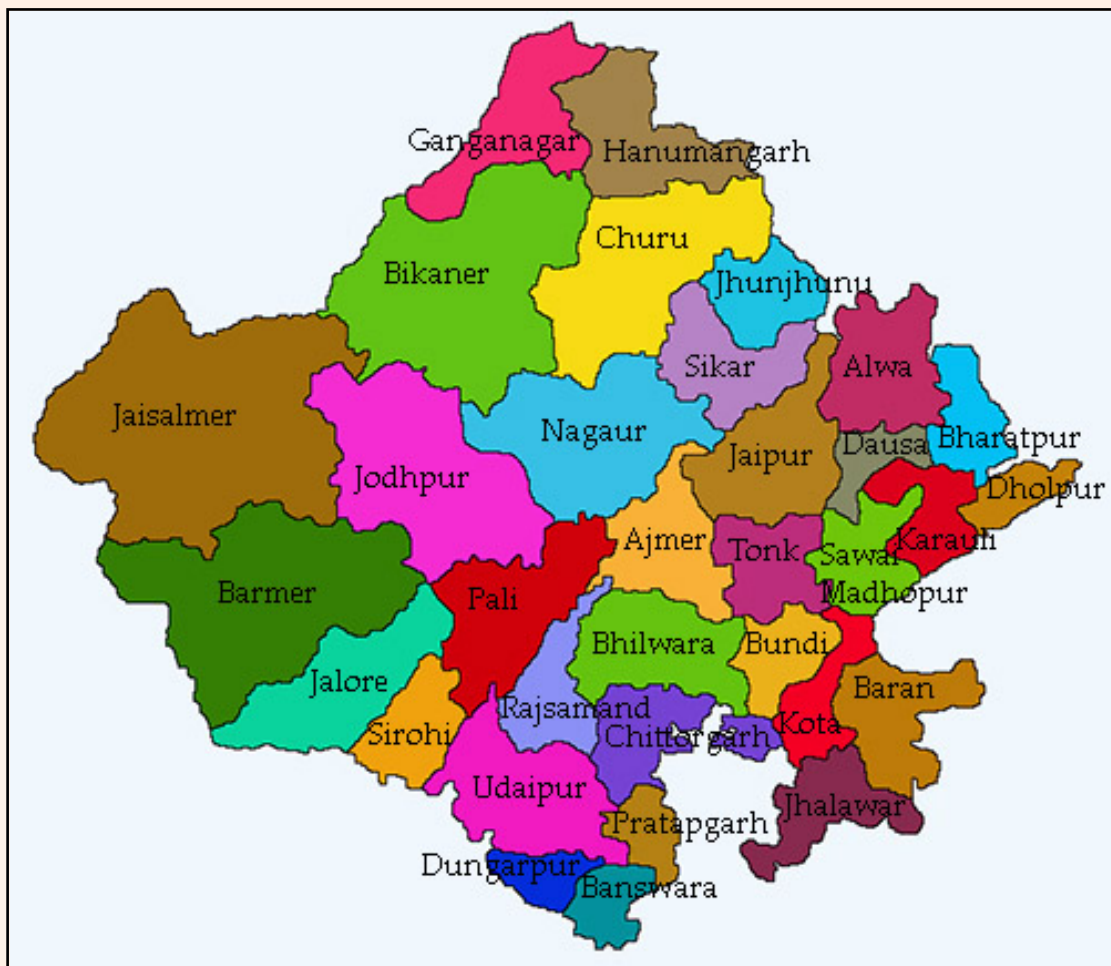 Ganganagar
Hanumangarh
Churu
Bikaner
Jhunjhunu
Sikar
Alwa
Jaisalmer
Nagaur
Dausa
Bharatpur
Jaipur
Jodhpur
Dholpur
Ajmer
Tonk
Karauli
Sawai
Madhopur
Barmer
Pali
Bhilwara
Bundi
Jalore
Baran
Rajsamand
Kota
Sirohi
Chittorgarh
Udaipur
Jhalawar
Pratapgarh
Dungarpur
Banswara